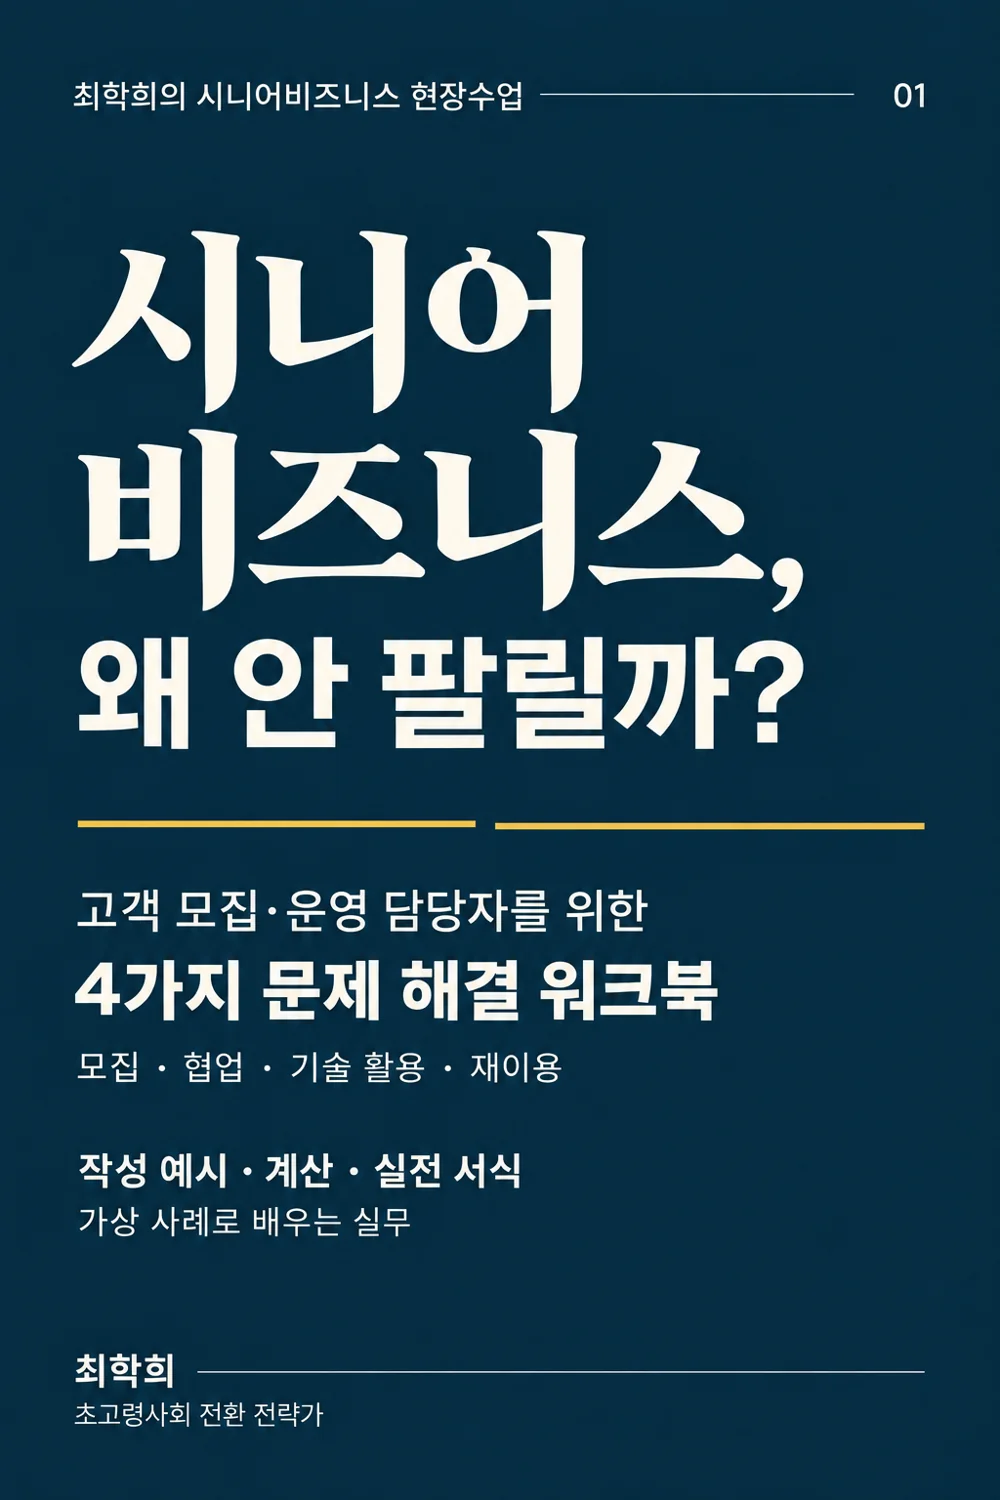 최학희의 시니어비즈니스 현장수업 01
시니어
비즈니스,
왜 안 팔릴까?
고객 모집·운영 담당자를 위한
4가지 문제 해결 워크북
모집 · 협업 · 기술 활용 · 재이용
작성 예시 · 계산 · 실전 서식
가상 사례로 배우는 실무
최학희
초고령사회 전환 전략가